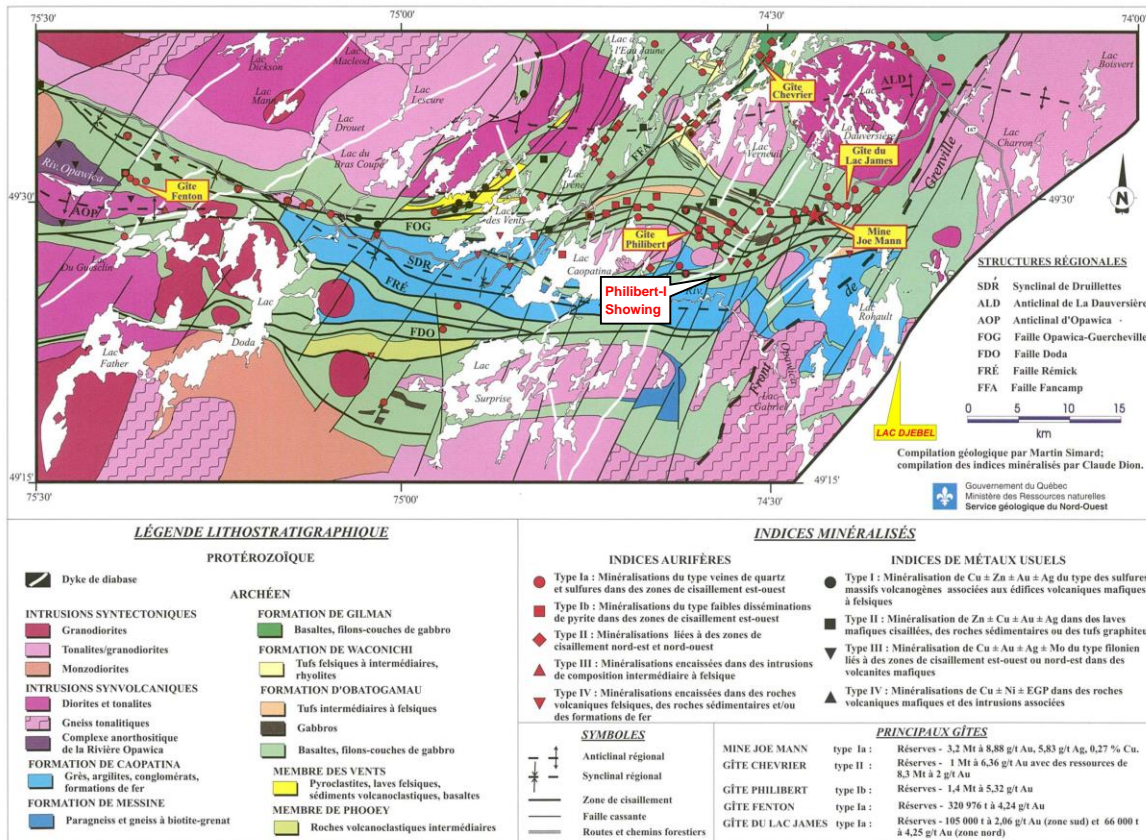 75'30" 75'00" 74'30" 74'00"
Lac
Dickson
Lac
Macleod
Lac
Mann
Lac
Lescure
Lac
Drouet
Lac du
Bras Coupé
Lac à
l'Eau Jaune
Gîte
Chevrier
ALD
Lac
Boisvert
La
Dauversière
167
Lac
Verneuil
Lac
Charron
FFA
Gîte du
Lac James
Grenville
Riv. Opawica
49'30 49'30
Gîte
Fenton
AOP
Lac
Irène
Lac
des Vents
FOG
Gîte
Philibert
Mine
Joe Mann
N
Lac
Du Guesclin
SDR
Lac
Caopatina
FRÉ
Philibert-I
Showing
de
Lac
Rohault
Lac
Doda
FDO
Lac
Father
Lac
Surprise
Front
Opawica
Lac
Gabriel
LAC DJEBEL
49'15 49'15
75'30" 75'00" 74'30"
STRUCTURES RÉGIONALES
SDR Synclinal de Druillettes
ALD Anticlinal de La Dauversière
AOP Anticlinal d'Opawica
FOG Faille Opawica-Guercheville
FDO Faille Doda
FRÉ Faille Rémick
FFA Faille Fancamp
0 5 10 15
km
Compilation géologique par Martin Simard;
compilation des indices minéralisés par Claude Dion.
Gouvernement du Québec
Ministère des Ressources naturelles
Service géologique du Nord-Ouest
LÉGENDE LITHOSTRATIGRAPHIQUE
PROTÉROZOÏQUE
Dyke de diabase
ARCHÉEN
INTRUSIONS SYNTECTONIQUES
Granodiorites
Tonalites/granodiorites
Monzodiorites
INTRUSIONS SYNVOLCANIQUES
Diorites et tonalites
Gneiss tonalitiques
Complexe anorthositique
de la Rivière Opawica
FORMATION DE CAOPATINA
Grès, argilites, conglomérats,
formations de fer
FORMATION DE MESSINE
Paragneiss et gneiss à biotite-grenat
FORMATION DE GILMAN
Basaltes, filons-couches de gabbro
FORMATION DE WACONICHI
Tufs felsiques à intermédiaires,
rhyolites
FORMATION D'OBATOGAMAU
Tufs intermédiaires à felsiques
Gabbros
Basaltes, filons-couches de gabbro
MEMBRE DES VENTS
Pyroclastites, laves felsiques,
sédiments volcanoclastiques, basaltes
MEMBRE DE PHOOEY
Roches volcanoclastiques intermédiaires
INDICES MINÉRALISÉS
INDICES AURIFÈRES
Type Ia : Minéralisations du type veines de quartz
et sulfures dans des zones de cisaillement est-ouest
Type Ib : Minéralisations du type faibles disséminations
de pyrite dans des zones de cisaillement est-ouest
Type II : Minéralisations liées à des zones de
cisaillement nord-est et nord-ouest
Type III : Minéralisations encaissées dans des intrusions
de composition intermédiaire à felsique
Type IV : Minéralisations encaissées dans des roches
volcaniques felsiques, des roches sédimentaires et/ou
des formations de fer
INDICES DE MÉTAUX USUELS
Type I : Minéralisation de Cu ± Zn ± Au ± Ag du type des sulfures
massifs volcanogènes associées aux édifices volcaniques mafiques
à felsiques
Type II : Minéralisation de Zn ± Cu ± Au ± Ag dans des laves
mafiques cisaillées, des roches sédimentaires ou des tufs graphiteux
Type III : Minéralisation de Cu ± Au ± Ag ± Mo du type filonien
liés à des zones de cisaillement est-ouest ou nord-est dans des
volcanites mafiques
Type IV : Minéralisations de Cu ± Ni ± EGP dans des roches
volcaniques mafiques et des intrusions associées
SYMBOLES
Anticlinal régional
Synclinal régional
Zone de cisaillement
Faille cassante
Routes et chemins forestiers
PRINCIPAUX GÎTES
MINE JOE MANN type Ia : Réserves - 3,2 Mt à 8,88 g/t Au, 5,83 g/t Ag, 0,27 % Cu.
GÎTE CHEVRIER type II : Réserves - 1 Mt à 6,36 g/t Au avec des ressources de
8,3 Mt à 2 g/t Au
GÎTE PHILIBERT type Ib : Réserves - 1,4 Mt à 5,32 g/t Au
GÎTE FENTON type Ia : Réserves - 320 976 t à 4,24 g/t Au
GÎTE DU LAC JAMES type Ia : Réserves -105 000 t à 2,06 g/t Au (zone sud) et 66 000 t
à 4,25 g/t Au (zone nord)